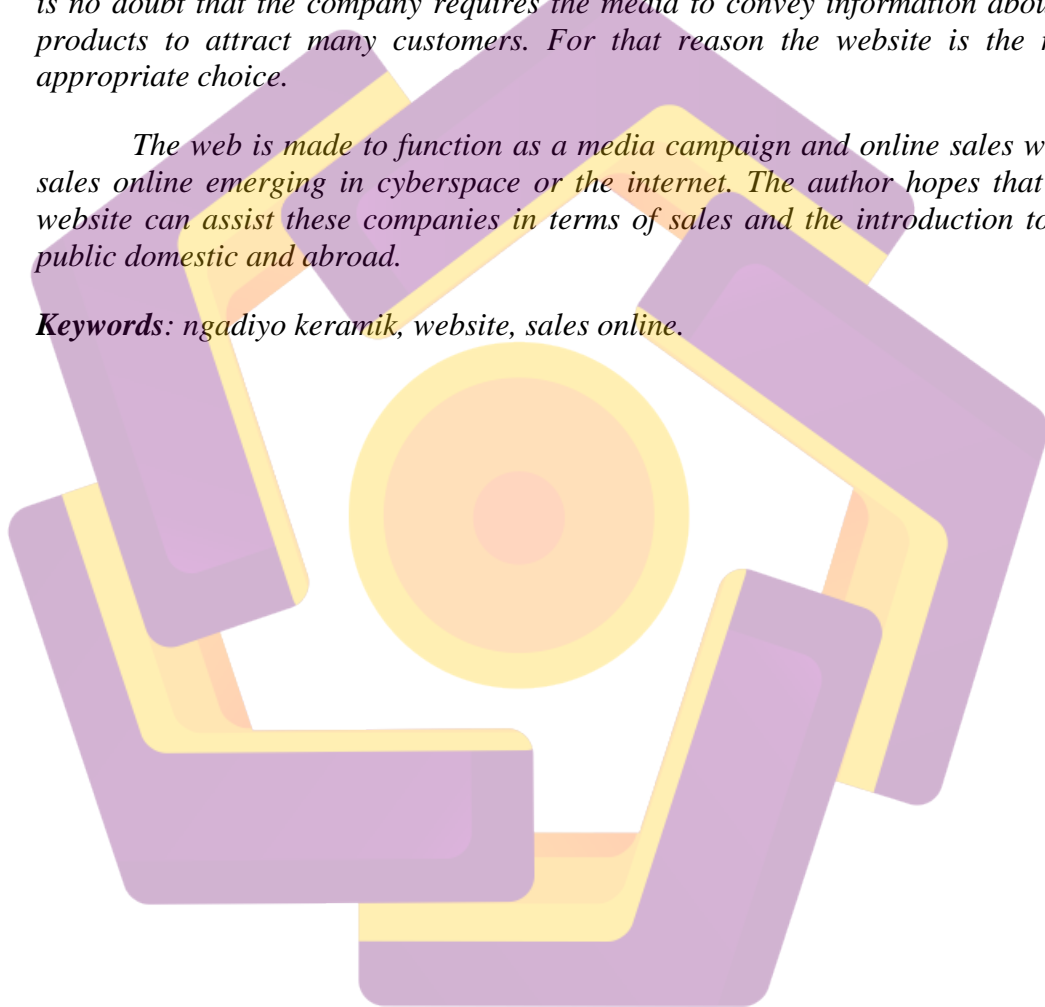 is no doubt that the company requires the media to convey information abou
products to attract many customers. For that reason the website is the
appropriate choice.
The web is made to function as a media campaign and online sales w
sales online emerging in cyberspace or the internet. The author hopes that
website can assist these companies in terms of sales and the introduction to
public domestic and abroad.
Keywords: ngadiyo keramik, website, sales online.